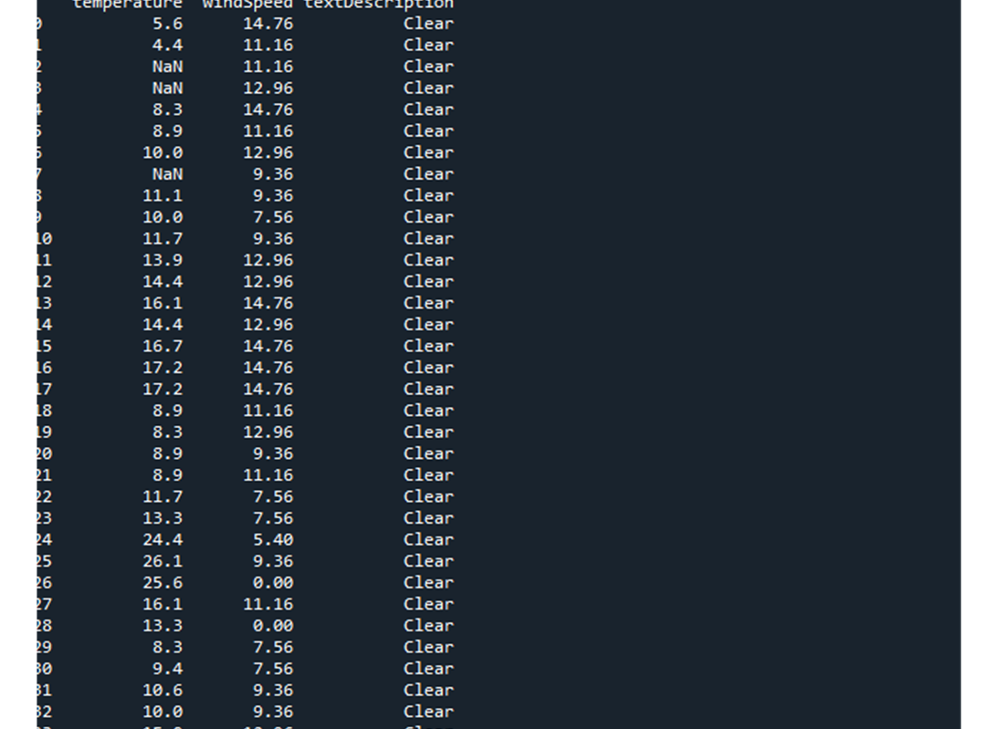 temperature windSpeed textDescription
0 5.6 14.76 Clear
1 4.4 11.16 Clear
2 NaN 11.16 Clear
3 NaN 12.96 Clear
4 8.3 14.76 Clear
5 8.9 11.16 Clear
6 10.0 12.96 Clear
7 NaN 9.36 Clear
8 11.1 9.36 Clear
9 10.0 7.56 Clear
10 11.7 9.36 Clear
11 13.9 12.96 Clear
12 14.4 12.96 Clear
13 16.1 14.76 Clear
14 14.4 12.96 Clear
15 16.7 14.76 Clear
16 17.2 14.76 Clear
17 17.2 14.76 Clear
18 8.9 11.16 Clear
19 8.3 12.96 Clear
20 8.9 9.36 Clear
21 8.9 11.16 Clear
22 11.7 7.56 Clear
23 13.3 7.56 Clear
24 24.4 5.40 Clear
25 26.1 9.36 Clear
26 25.6 0.00 Clear
27 16.1 11.16 Clear
28 13.3 0.00 Clear
29 8.3 7.56 Clear
30 9.4 7.56 Clear
31 10.6 9.36 Clear
32 10.0 9.36 Clear